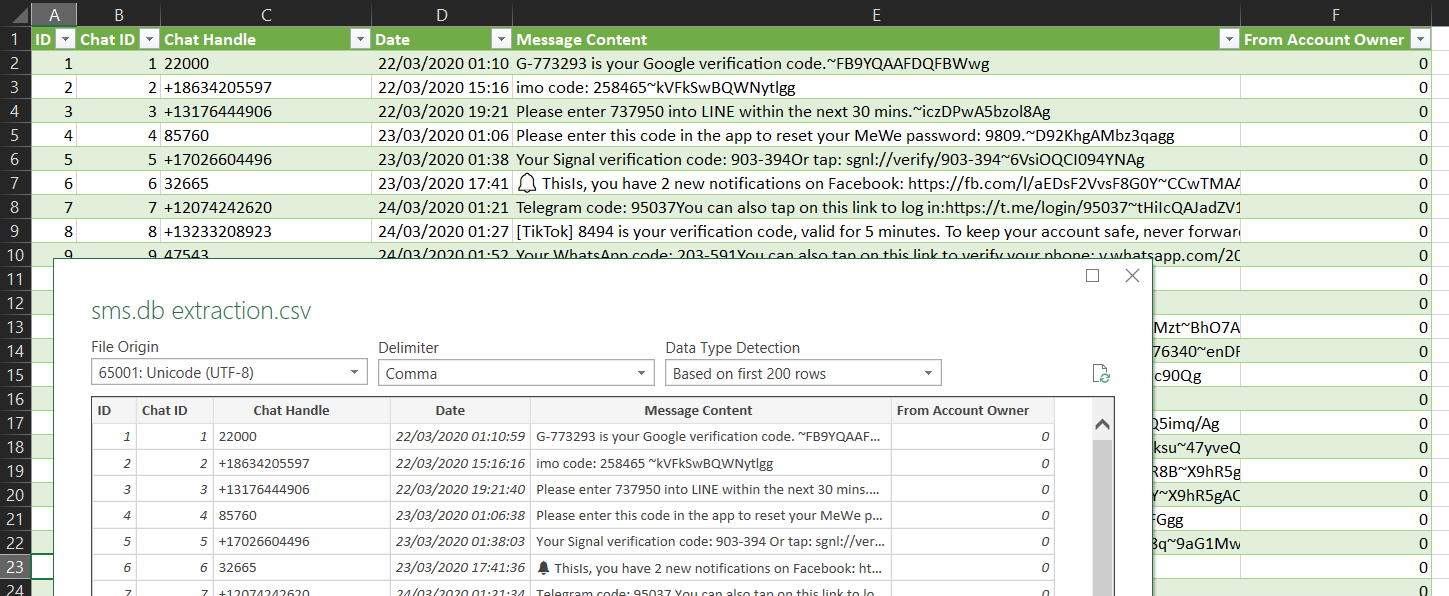 A B C D E F
1 ID Chat ID Chat Handle Date Message Content From Account Owner
2 1 1 22000 22/03/2020 01:10 G-773293 is your Google verification code.~FB9YQAAFDQFBWwg 0
3 2 2 +18634205597 22/03/2020 15:16 imo code: 258465~kVFkSwBQWNytlgg 0
4 3 3 +13176444906 22/03/2020 19:21 Please enter 737950 into LINE within the next 30 mins.~iczDPwA5bzol8Ag 0
5 4 4 85760 23/03/2020 01:06 Please enter this code in the app to reset your MeWe password: 9809.~D92KhgAMbz3qagg 0
6 5 5 +17026604496 23/03/2020 01:38 Your Signal verification code: 903-394Or tap: sgnl://verify/903-394~6VsiOQCI094YNAg 0
7 6 6 32665 23/03/2020 17:41 🔔 ThisIs, you have 2 new notifications on Facebook: https://fb.com/l/aEDsF2VvsF8G0Y~CCwTMAA 0
8 7 7 +12074242620 24/03/2020 01:21 Telegram code: 95037You can also tap on this link to log in:https://t.me/login/95037~tHiIcQAJadZV1 0
9 8 8 +13233208923 24/03/2020 01:27 [TikTok] 8494 is your verification code, valid for 5 minutes. To keep your account safe, never forward 0
10 9 9 47543 24/03/2020 01:52 Your WhatsApp code: 203-591You can also tap on this link to verify your phone: v.whatsapp.com/20 0
11 0
12 0
13 Mzt~BhO7A 0
14 76340~enDF 0
15 c90Qg 0
16 0
17 Q5imq/Ag 0
18 ksu~47yveQ 0
19 R8B~X9hR5g 0
20 Y~X9hR5gAC 0
21 FGgg 0
22 3q~9aG1Mw 0
23 0
24 0
sms.db extraction.csv
File Origin Delimiter Data Type Detection
65001: Unicode (UTF-8) Comma Based on first 200 rows
ID Chat ID Chat Handle Date Message Content From Account Owner
1 1 22000 22/03/2020 01:10:59 G-773293 is your Google verification code. ~FB9YQAAF... 0
2 2 +18634205597 22/03/2020 15:16:16 imo code: 258465 ~kVFkSwBQWNytlgg 0
3 3 +13176444906 22/03/2020 19:21:40 Please enter 737950 into LINE within the next 30 mins.... 0
4 4 85760 23/03/2020 01:06:38 Please enter this code in the app to reset your MeWe p... 0
5 5 +17026604496 23/03/2020 01:38:03 Your Signal verification code: 903-394 Or tap: sgnl://ver... 0
6 6 32665 23/03/2020 17:41:36 🔔 ThisIs, you have 2 new notifications on Facebook: ht... 0
7 7 +12074242620 24/03/2020 01:21:34 Telegram code: 95037 You can also tap on this link to lo... 0